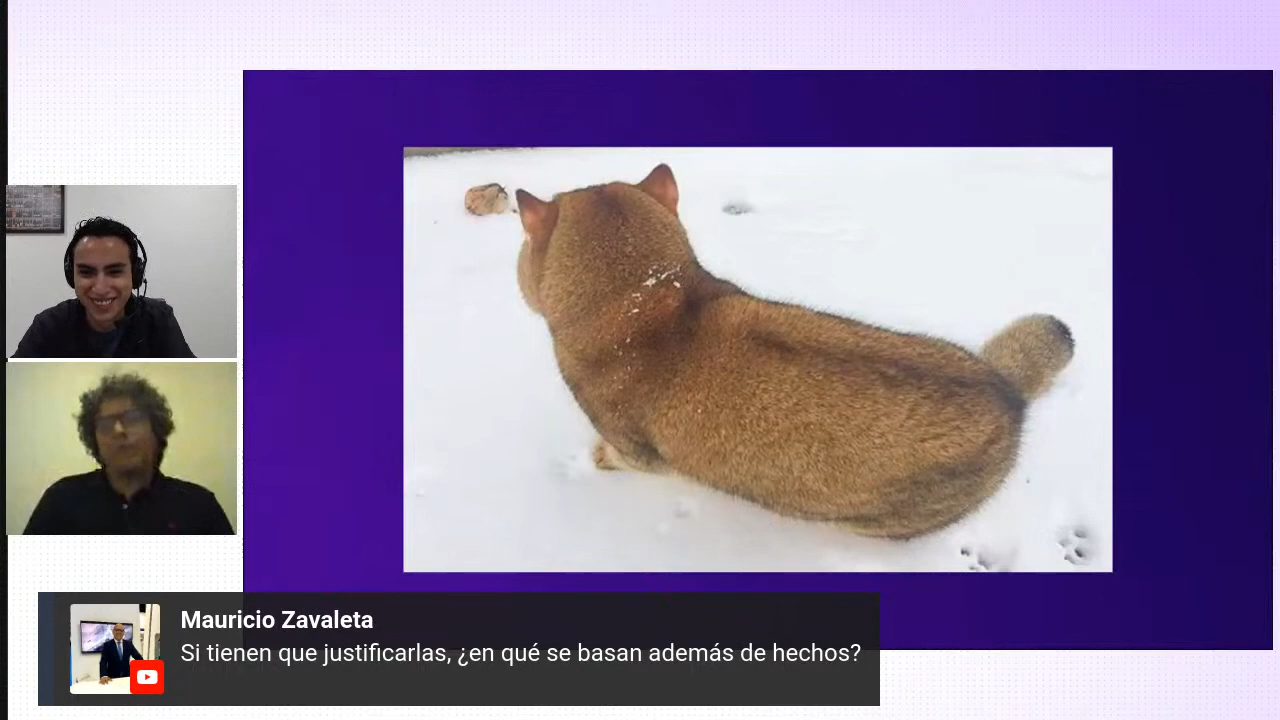 Mauricio Zavaleta
Si tienen que justificarlas, ¿en qué se basan además de hechos?